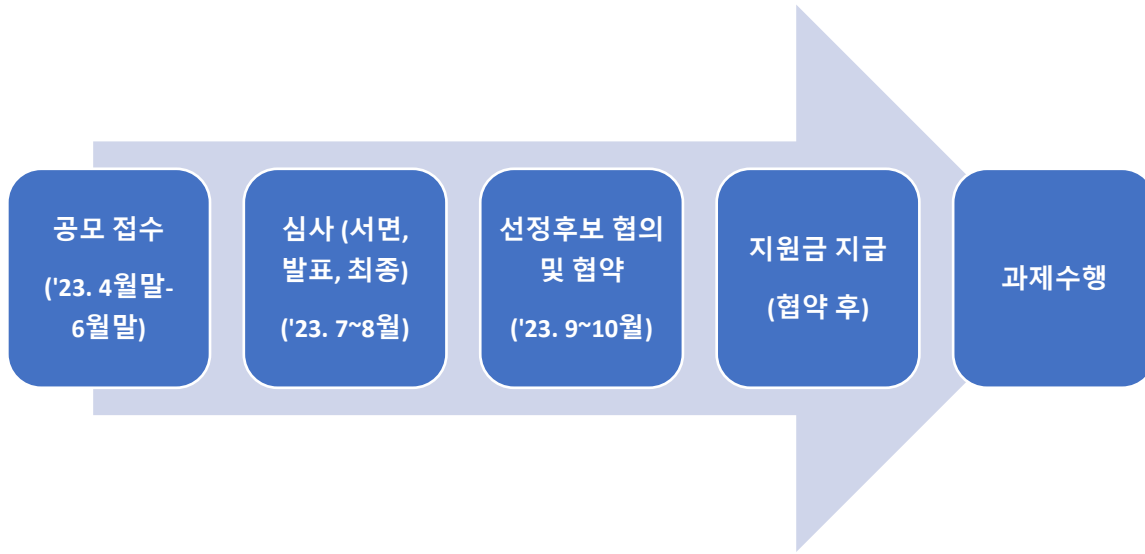 공모 접수
('23. 4월말-
6월말)
심사 (서면,
발표, 최종)
('23. 7~8월)
선정후보 협의
및 협약
('23. 9~10월)
지원금 지급
(협약 후)
과제수행